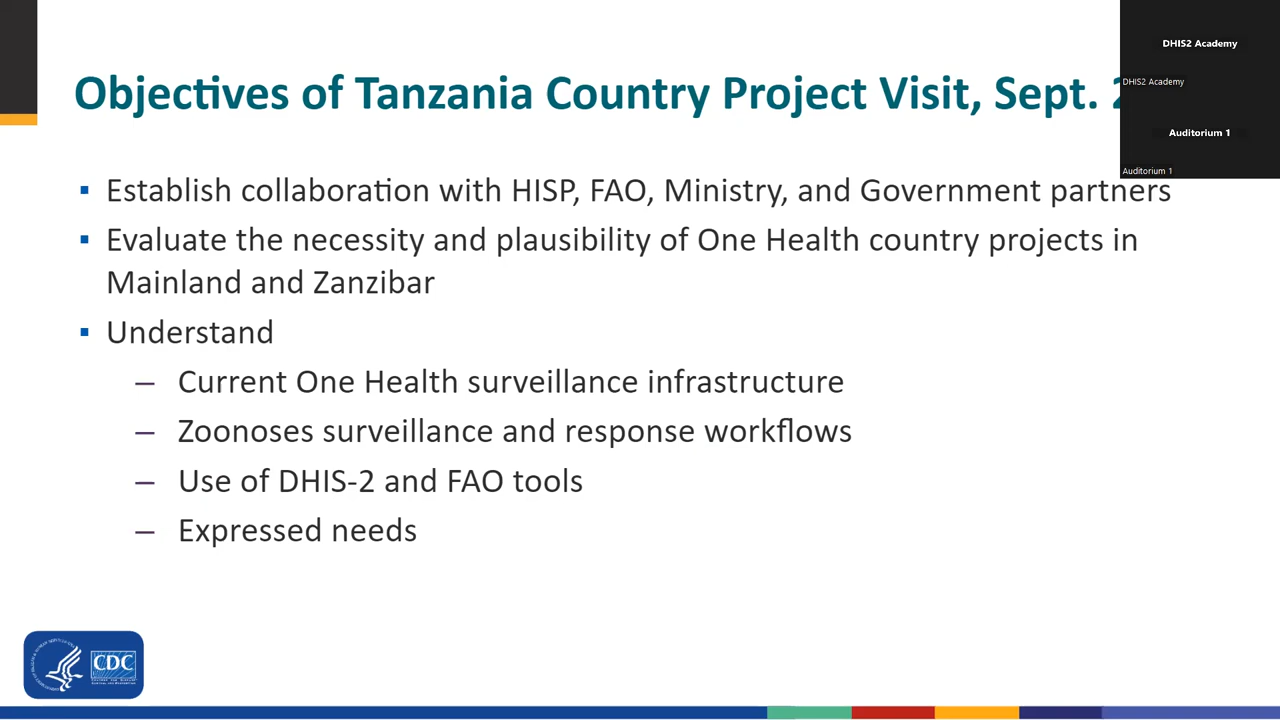 DHIS2 Academy
DHIS2 Academy
Auditorium 1
Auditorium 1
Objectives of Tanzania Country Project Visit, Sept.
▪ Establish collaboration with HISP, FAO, Ministry, and Government partners
▪ Evaluate the necessity and plausibility of One Health country projects in
Mainland and Zanzibar
▪ Understand
– Current One Health surveillance infrastructure
– Zoonoses surveillance and response workflows
– Use of DHIS-2 and FAO tools
– Expressed needs
CDC